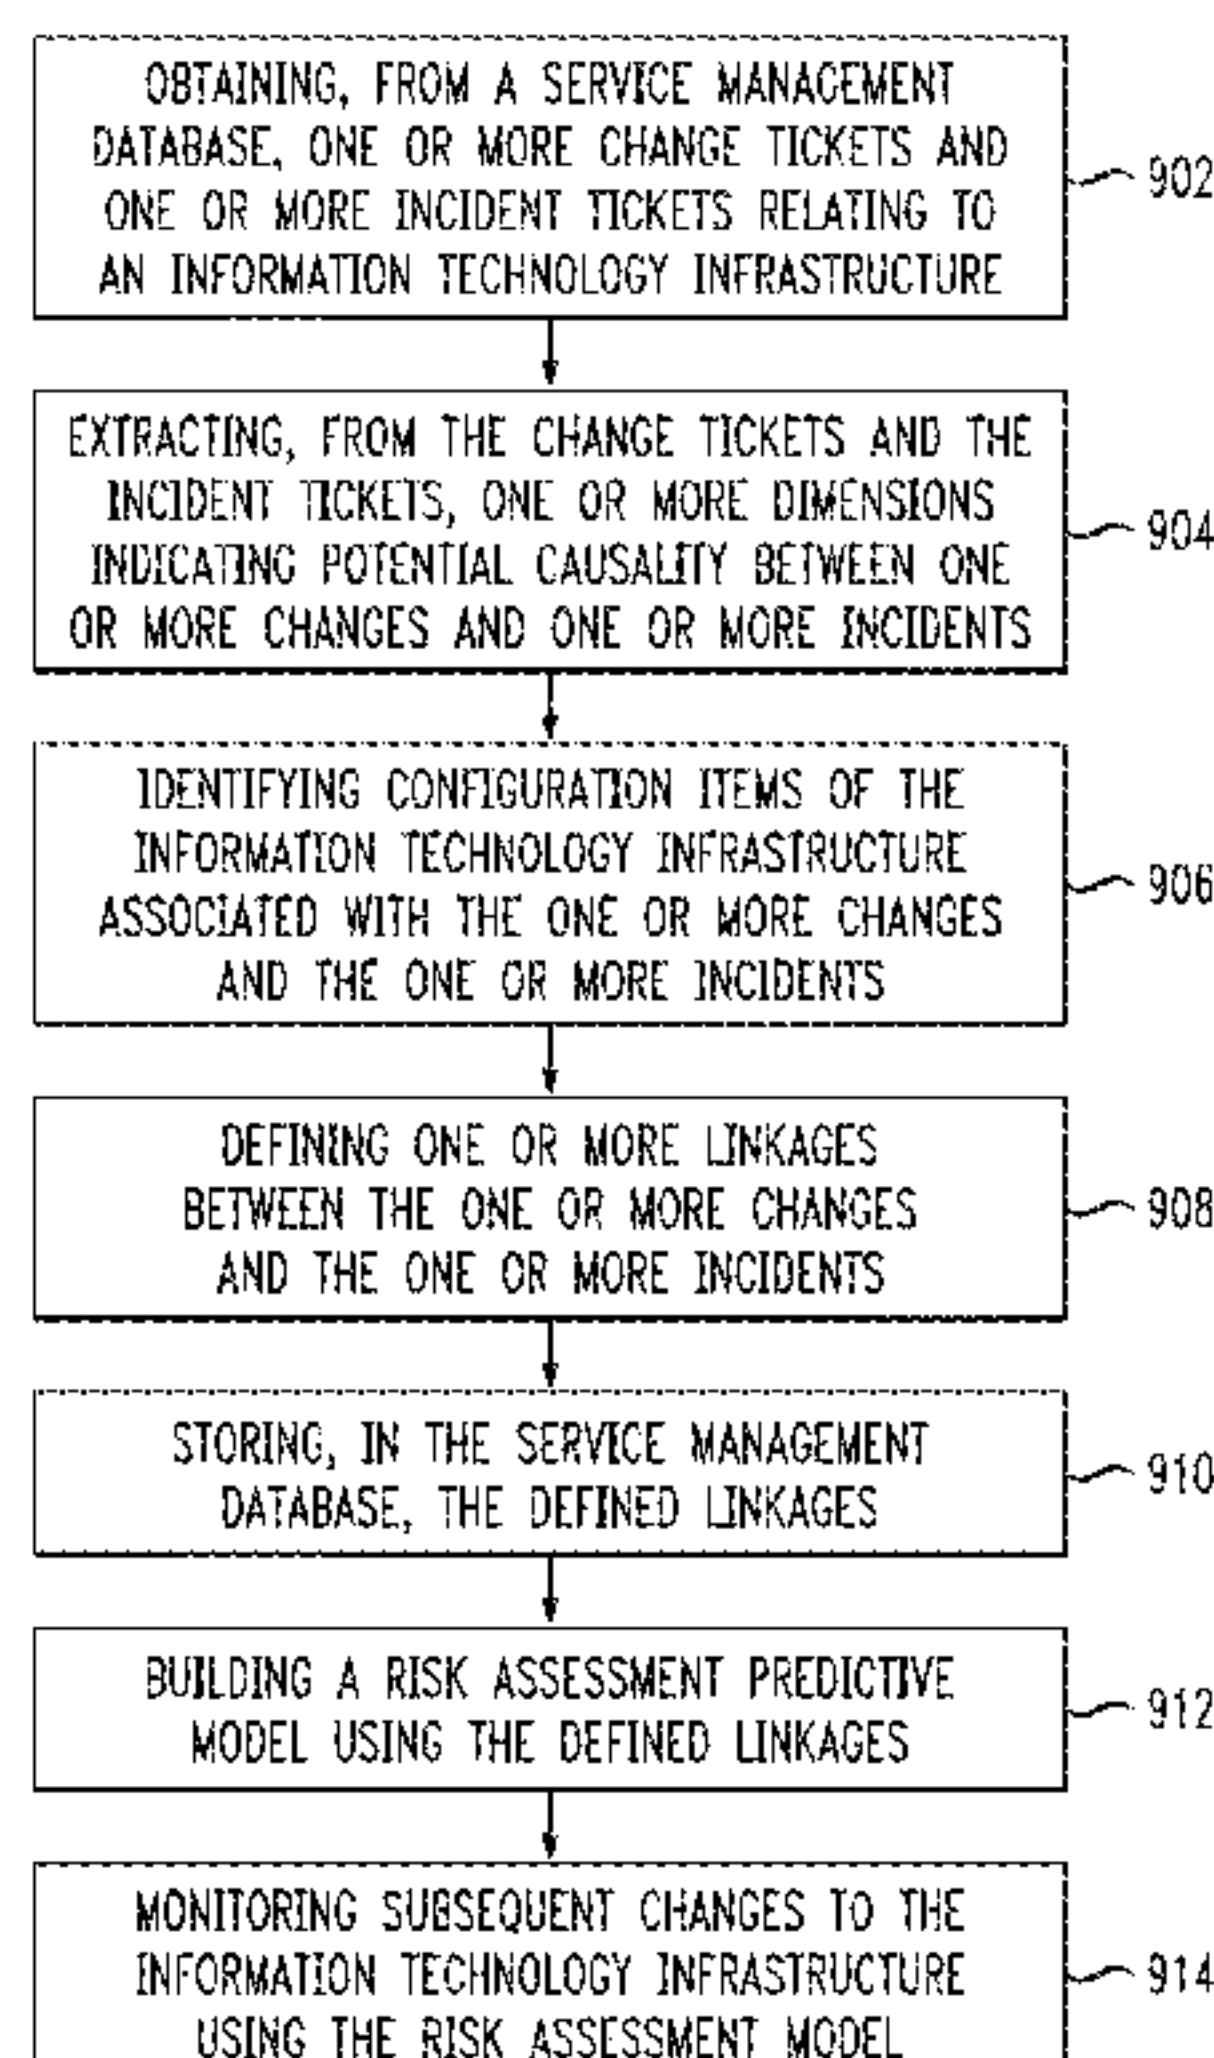 OBTAINING, FROM A SERVICE MANAGEMENT
DATABASE, ONE OR MORE CHANGE TICKETS AND
ONE OR MORE INCIDENT TICKETS RELATING TO
AN INFORMATION TECHNOLOGY INFRASTRUCTURE
902
EXTRACTING, FROM THE CHANGE TICKETS AND THE
INCIDENT TICKETS, ONE OR MORE DIMENSIONS
INDICATING POTENTIAL CAUSALITY BETWEEN ONE
OR MORE CHANGES AND ONE OR MORE INCIDENTS
904
IDENTIFYING CONFIGURATION ITEMS OF THE
INFORMATION TECHNOLOGY INFRASTRUCTURE
ASSOCIATED WITH THE ONE OR MORE CHANGES
AND THE ONE OR MORE INCIDENTS
906
DEFINING ONE OR MORE LINKAGES
BETWEEN THE ONE OR MORE CHANGES
AND THE ONE OR MORE INCIDENTS
908
STORING, IN THE SERVICE MANAGEMENT
DATABASE, THE DEFINED LINKAGES
910
BUILDING A RISK ASSESSMENT PREDICTIVE
MODEL USING THE DEFINED LINKAGES
912
MONITORING SUBSEQUENT CHANGES TO THE
INFORMATION TECHNOLOGY INFRASTRUCTURE
USING THE RISK ASSESSMENT MODEL
914